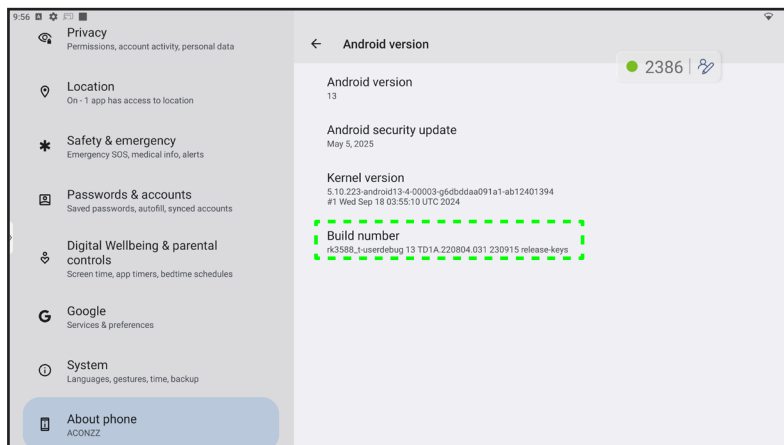 9:56
Privacy
Permissions, account activity, personal data
Location
On - 1 app has access to location
Safety & emergency
Emergency SOS, medical info, alerts
Passwords & accounts
Saved passwords, autofill, synced accounts
Digital Wellbeing & parental
controls
Screen time, app timers, bedtime schedules
Google
Services & preferences
System
Languages, gestures, time, backup
About phone
ACONZZ
Android version
2386
Android version
13
Android security update
May 5, 2025
Kernel version
5.10.223-android13-4-00003-g6dbddaa091a1-ab12401394
#1 Wed Sep 18 03:55:10 UTC 2024
Build number
rk3588_t-userdebug 13 TD1A.220804.031 230915 release-keys